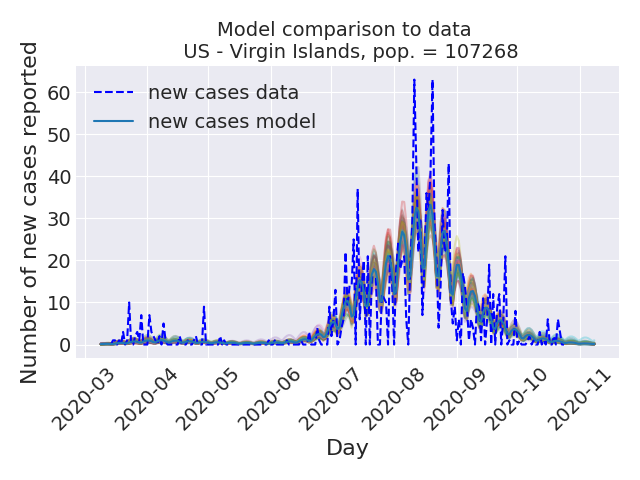 Model comparison to data
US - Virgin Islands, pop. = 107268
Number of new cases reported
60
50
40
30
20
10
0
new cases data
new cases model
2020-03
2020-04
2020-05
2020-06
2020-07
2020-08
2020-09
2020-10
2020-11
Day